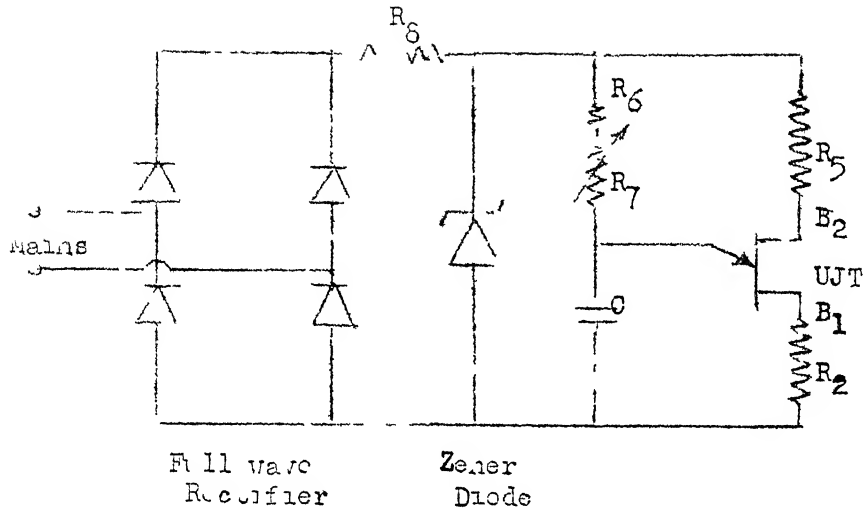 R8
R6
R7
R5
B2
Mains
UJT
C
B1
R2
Full wave
Rectifier
Zener
Diode